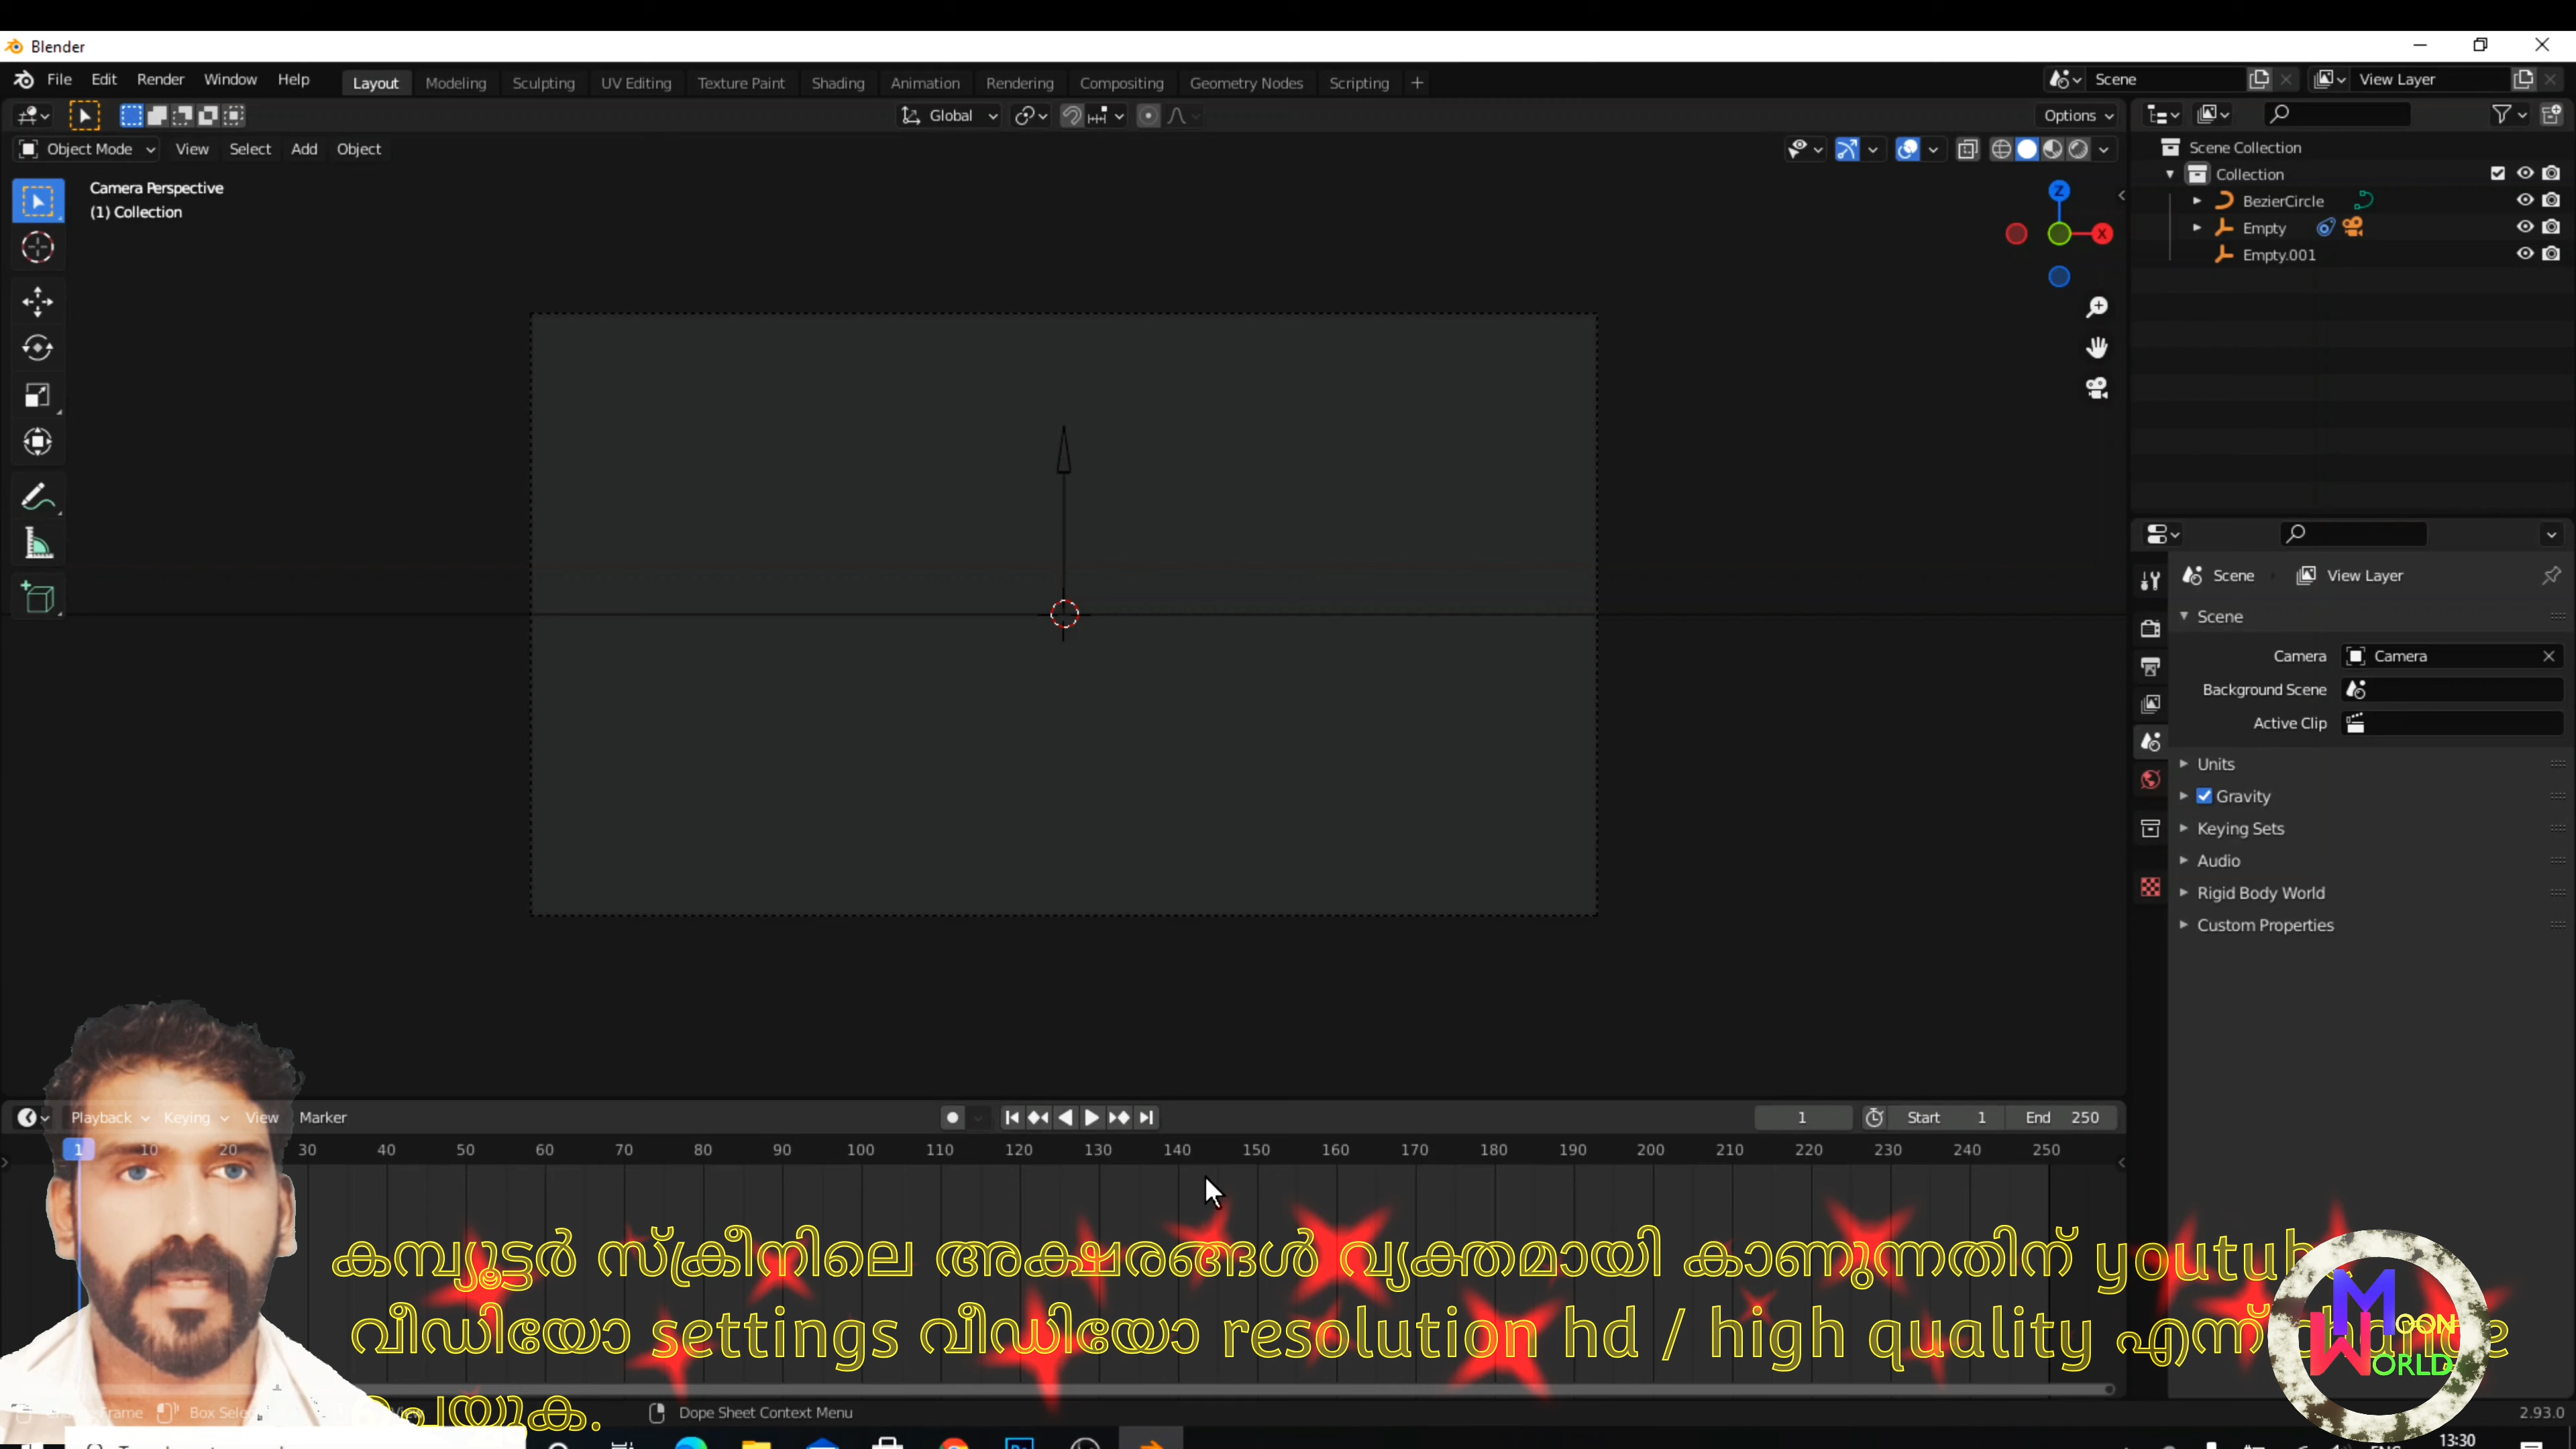 Blender
File Edit Render Window Help Layout Modeling Sculpting UV Editing Texture Paint Shading Animation Rendering Compositing Geometry Nodes Scripting + Scene View Layer
Global Options
Object Mode View Select Add Object
Camera Perspective
(1) Collection
Z
X
Scene Collection
Collection
BezierCircle
Empty
Empty.001
Scene View Layer
Scene
Camera Camera
Background Scene
Active Clip
Units
Gravity
Keying Sets
Audio
Rigid Body World
Custom Properties
Playback Keying View Marker 1 Start 1 End 250
1 10 20 30 40 50 60 70 80 90 100 110 120 130 140 150 160 170 180 190 200 210 220 230 240 250
കമ്പ്യൂട്ടർ സ്ക്രീനിലെ അക്ഷരങ്ങൾ വ്യക്തമായി കാണുന്നതിന് youtube
വീഡിയോ settings വീഡിയോ resolution hd / high quality എന്ന്
ചെയ്യുക.
MOON
WORLD
Dope Sheet Context Menu
2.93.0
ENG 13:30